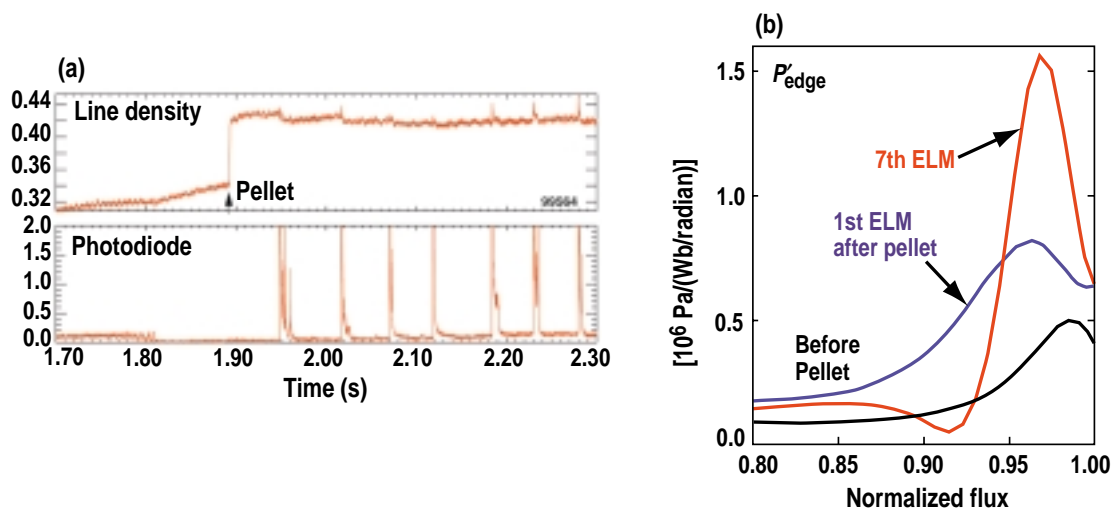 (a)
0.44
0.40
0.36
0.32
Line density
Pellet
99564
2.0
1.5
1.0
0.5
0.0
Photodiode
1.70 1.80 1.90 2.00 2.10 2.20 2.30
Time (s)
(b)
P′edge
1.5
1.0
0.5
0.0
[10⁶ Pa/(Wb/radian)]
7th ELM
1st ELM
after pellet
Before
Pellet
0.80 0.85 0.90 0.95 1.00
Normalized flux